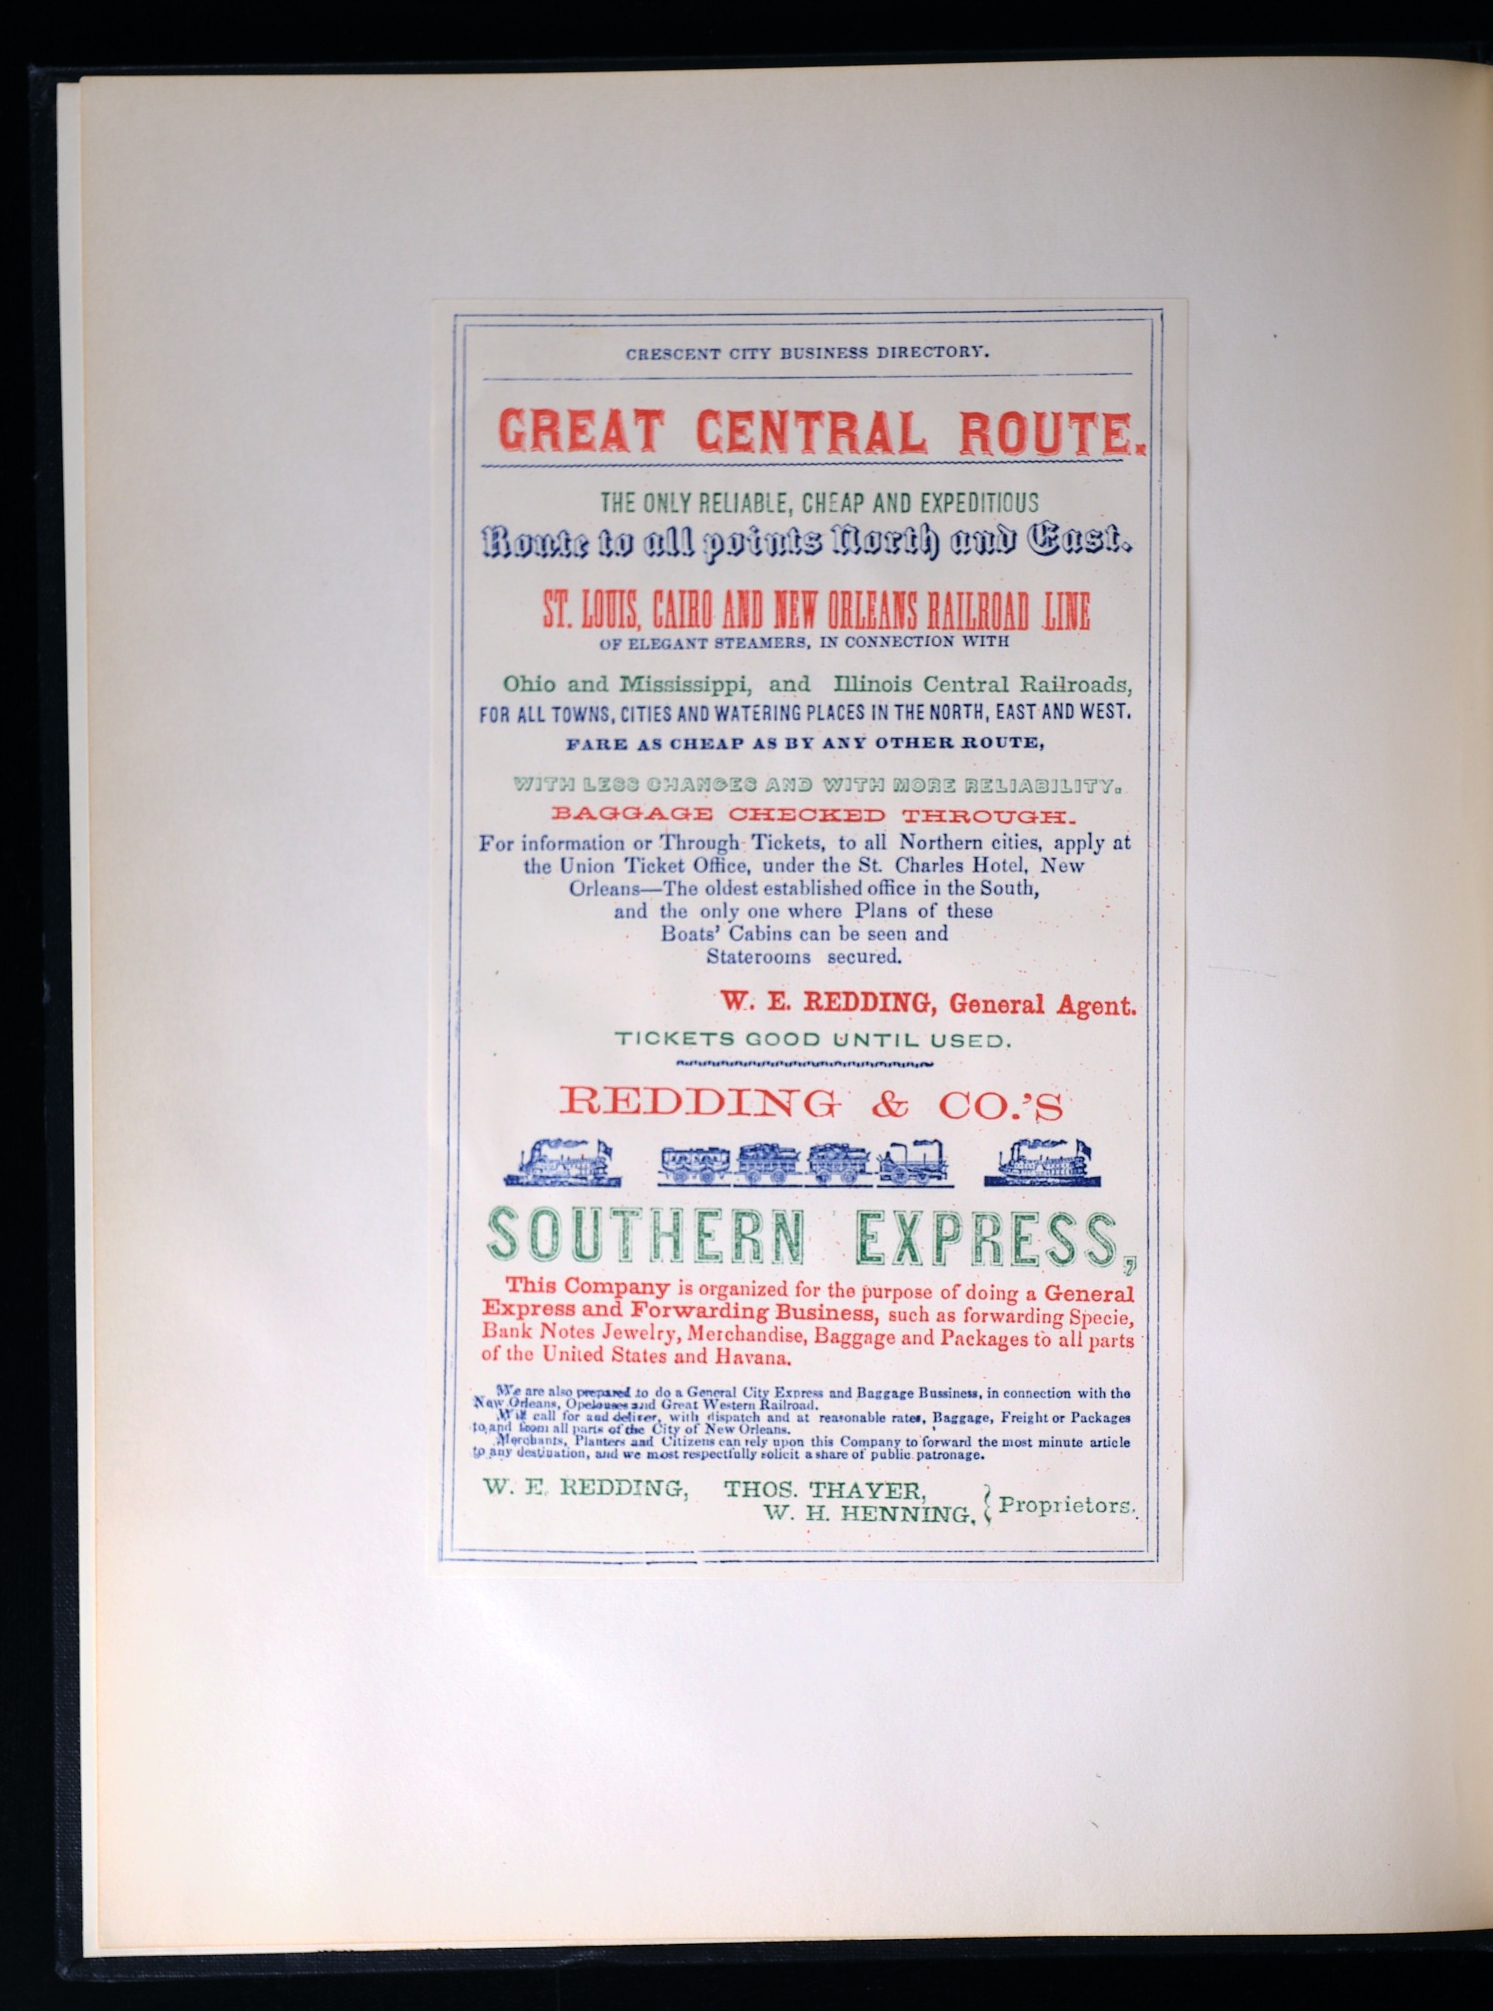 CRESCENT CITY BUSINESS DIRECTORY.
GREAT CENTRAL ROUTE.
THE ONLY RELIABLE, CHEAP AND EXPEDITIOUS
Route to all points North and East.
ST. LOUIS, CAIRO AND NEW ORLEANS RAILROAD LINE
OF ELEGANT STEAMERS, IN CONNECTION WITH
Ohio and Mississippi, and Illinois Central Railroads,
FOR ALL TOWNS, CITIES AND WATERING PLACES IN THE NORTH, EAST AND WEST.
FARE AS CHEAP AS BY ANY OTHER ROUTE,
WITH LESS CHANGES AND WITH MORE RELIABILITY.
BAGGAGE CHECKED THROUGH.
For information or Through Tickets, to all Northern cities, apply at
the Union Ticket Office, under the St. Charles Hotel, New
Orleans—The oldest established office in the South,
and the only one where Plans of these
Boats' Cabins can be seen and
Staterooms secured.
W. E. REDDING, General Agent.
TICKETS GOOD UNTIL USED.
REDDING & CO.'S
SOUTHERN EXPRESS,
This Company is organized for the purpose of doing a General
Express and Forwarding Business, such as forwarding Specie,
Bank Notes Jewelry, Merchandise, Baggage and Packages to all parts
of the United States and Havana.
We are also prepared to do a General City Express and Baggage Bussiness, in connection with the
New Orleans, Opelouses and Great Western Railroad.
Will call for and deliver, with dispatch and at reasonable rates, Baggage, Freight or Packages
to and from all parts of the City of New Orleans.
Merchants, Planters and Citizens can rely upon this Company to forward the most minute article
to any destination, and we most respectfully solicit a share of public patronage.
W. E. REDDING, THOS. THAYER,
W. H. HENNING, } Proprietors.